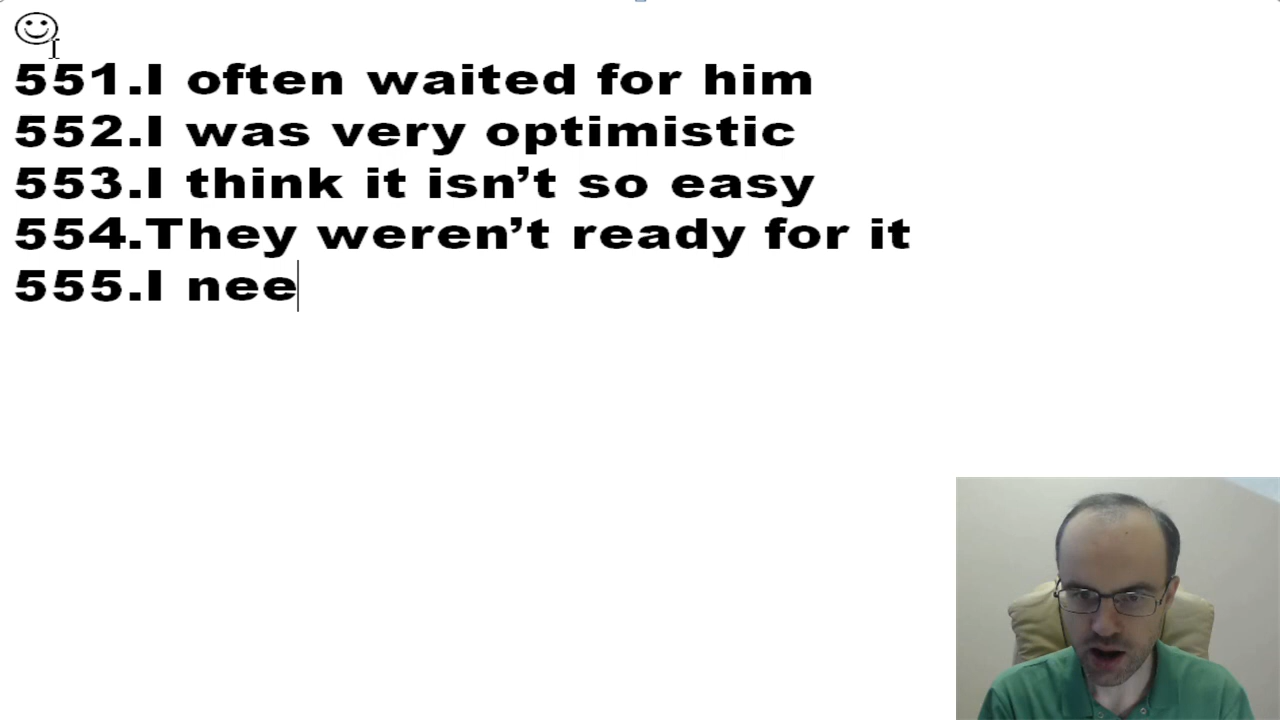 551.I often waited for him
552.I was very optimistic
553.I think it isn’t so easy
554.They weren’t ready for it
555.I nee